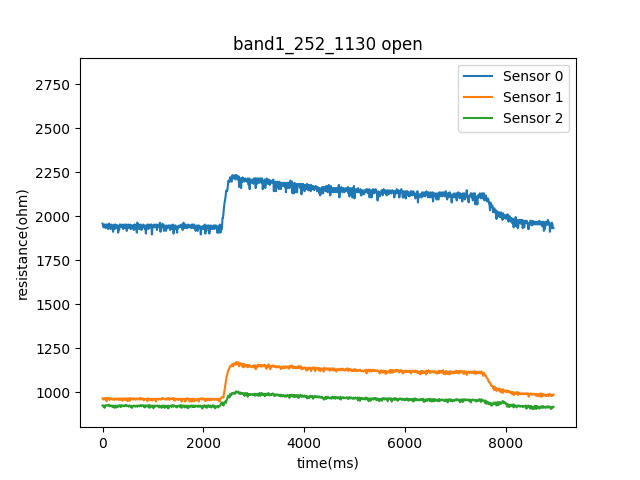 band1_252_1130 open
Sensor 0
Sensor 1
Sensor 2
2750
2500
2250
2000
1750
1500
1250
1000
resistance(ohm)
0 2000 4000 6000 8000
time(ms)